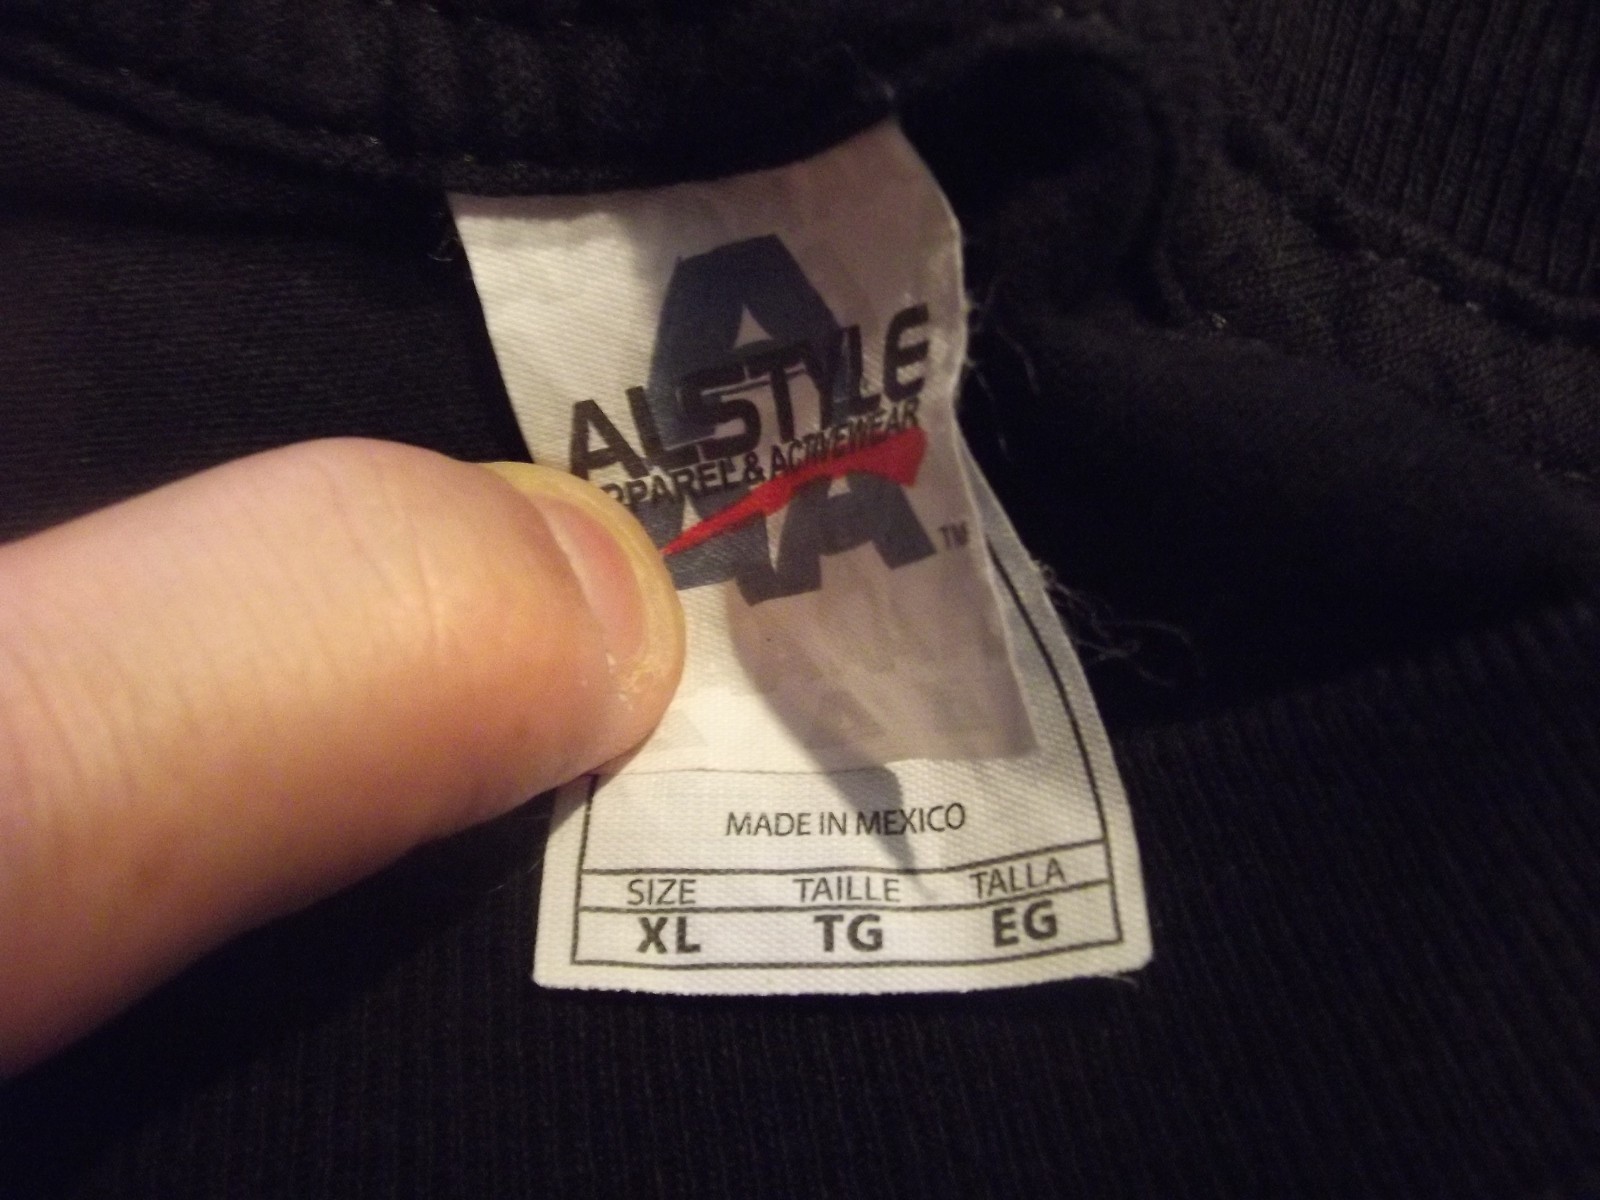 ALSTYLE
APPAREL & ACTIVEWEAR
TM
MADE IN MEXICO
SIZE TAILLE TALLA
XL TG EG